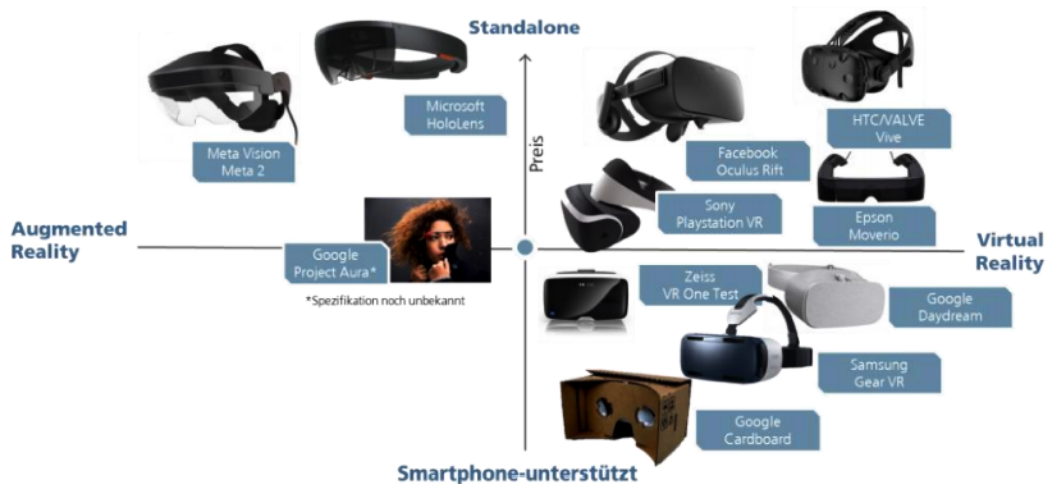 Standalone
Preis
Microsoft
HoloLens
Meta Vision
Meta 2
HTC/VALVE
Vive
Facebook
Oculus Rift
Sony
Playstation VR
Epson
Moverio
Augmented
Reality
Google
Project Aura*
*Spezifikation noch unbekannt
Virtual
Reality
Zeiss
VR One Test
Google
Daydream
Samsung
Gear VR
Google
Cardboard
Smartphone-unterstützt